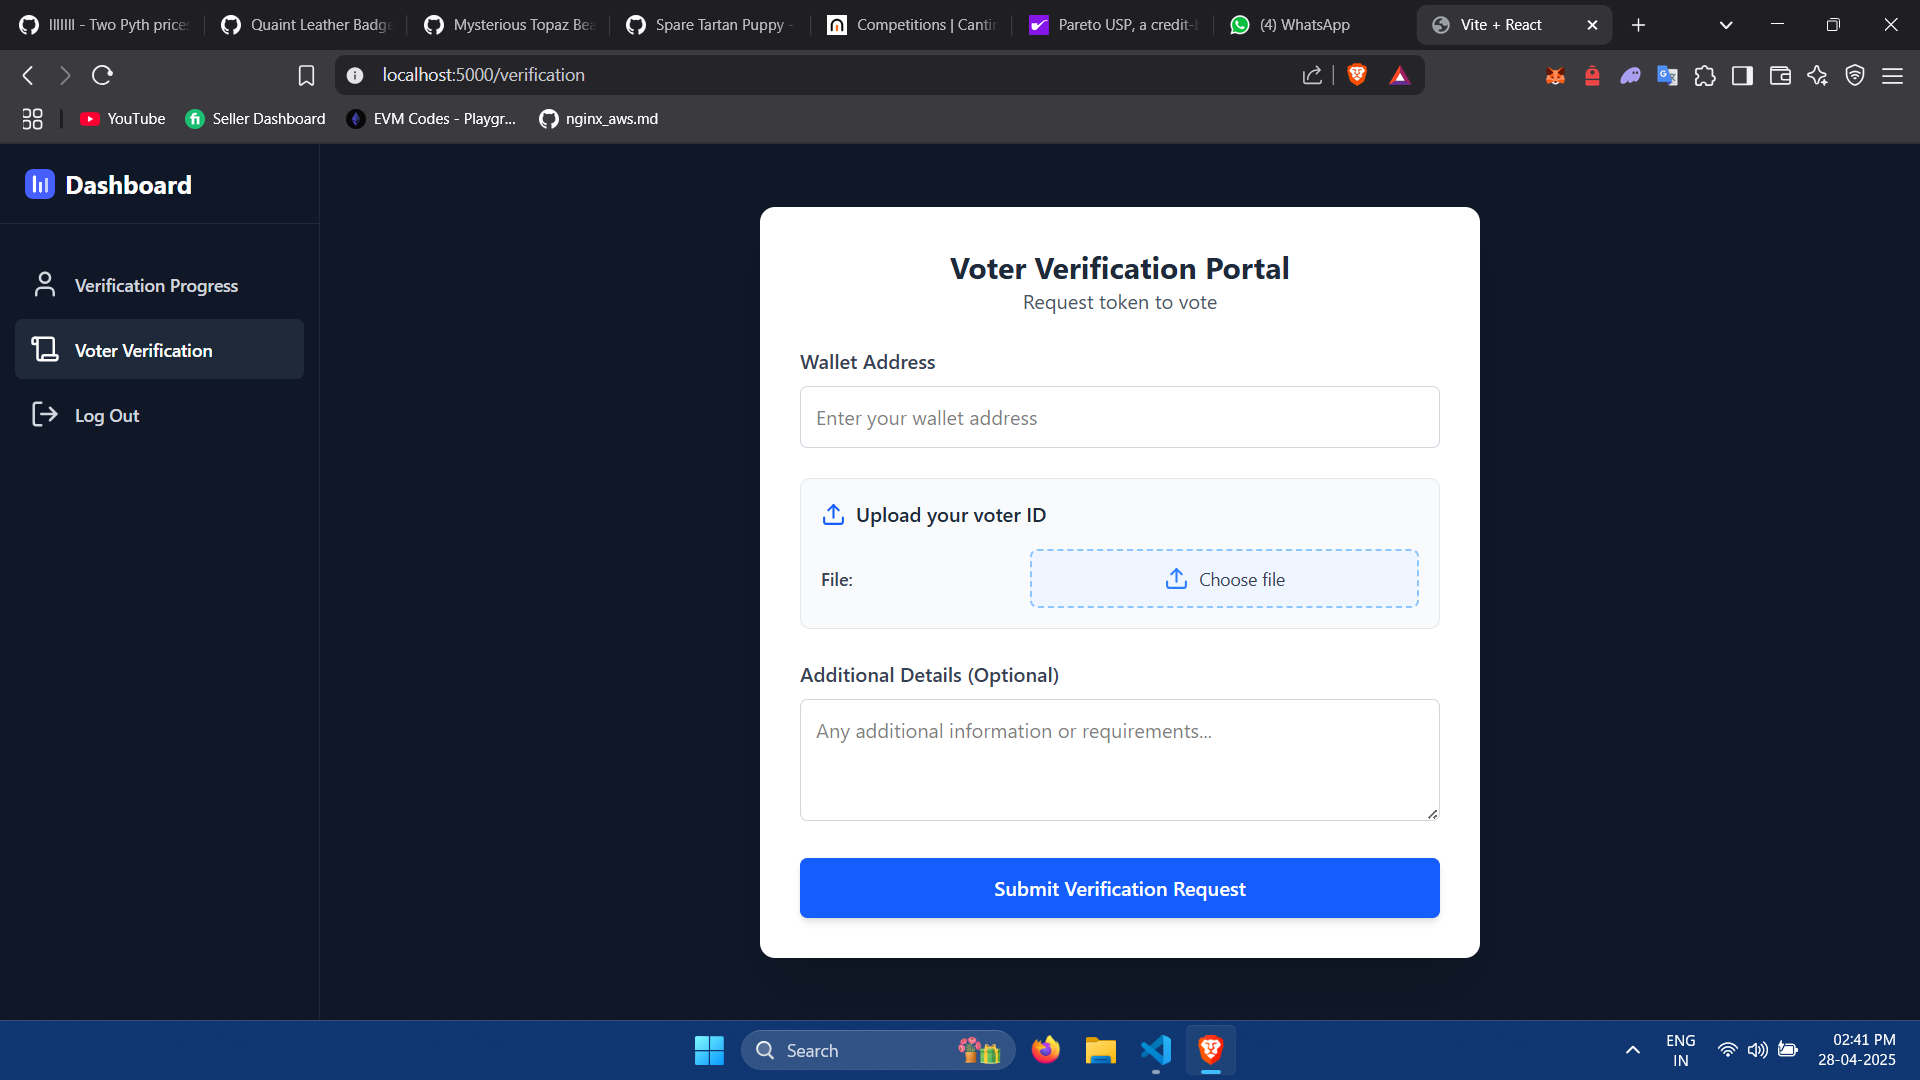 lllllll - Two Pyth prices
Quaint Leather Badge
Mysterious Topaz Bea
Spare Tartan Puppy -
Competitions | Cantin
Pareto USP, a credit-b
(4) WhatsApp
Vite + React
localhost:5000/verification
YouTube
Seller Dashboard
EVM Codes - Playgr...
nginx_aws.md
Dashboard
Verification Progress
Voter Verification
Log Out
Voter Verification Portal
Request token to vote
Wallet Address
Enter your wallet address
Upload your voter ID
File:
Choose file
Additional Details (Optional)
Any additional information or requirements...
Submit Verification Request
Search
ENG
IN
02:41 PM
28-04-2025